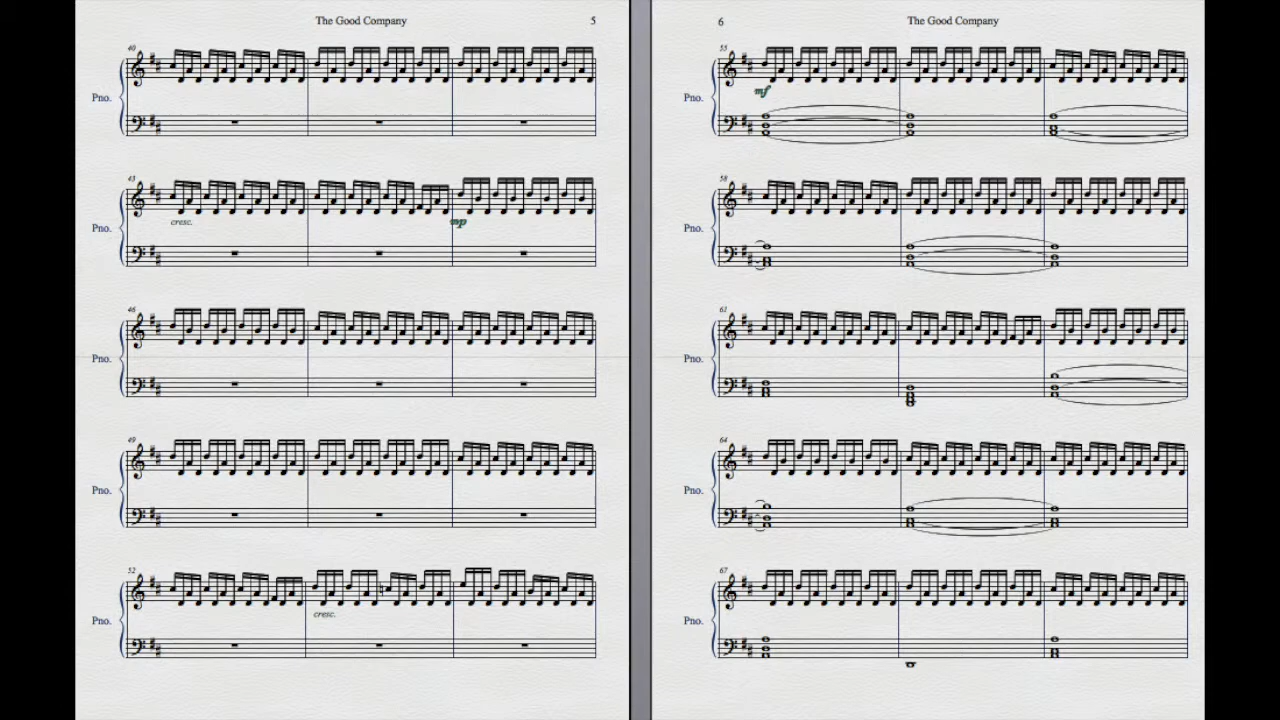 The Good Company 5
40
Pno.
43
cresc.
mp
Pno.
46
Pno.
49
Pno.
52
cresc.
Pno.
6 The Good Company
55
mf
Pno.
58
Pno.
61
Pno.
64
Pno.
67
Pno.